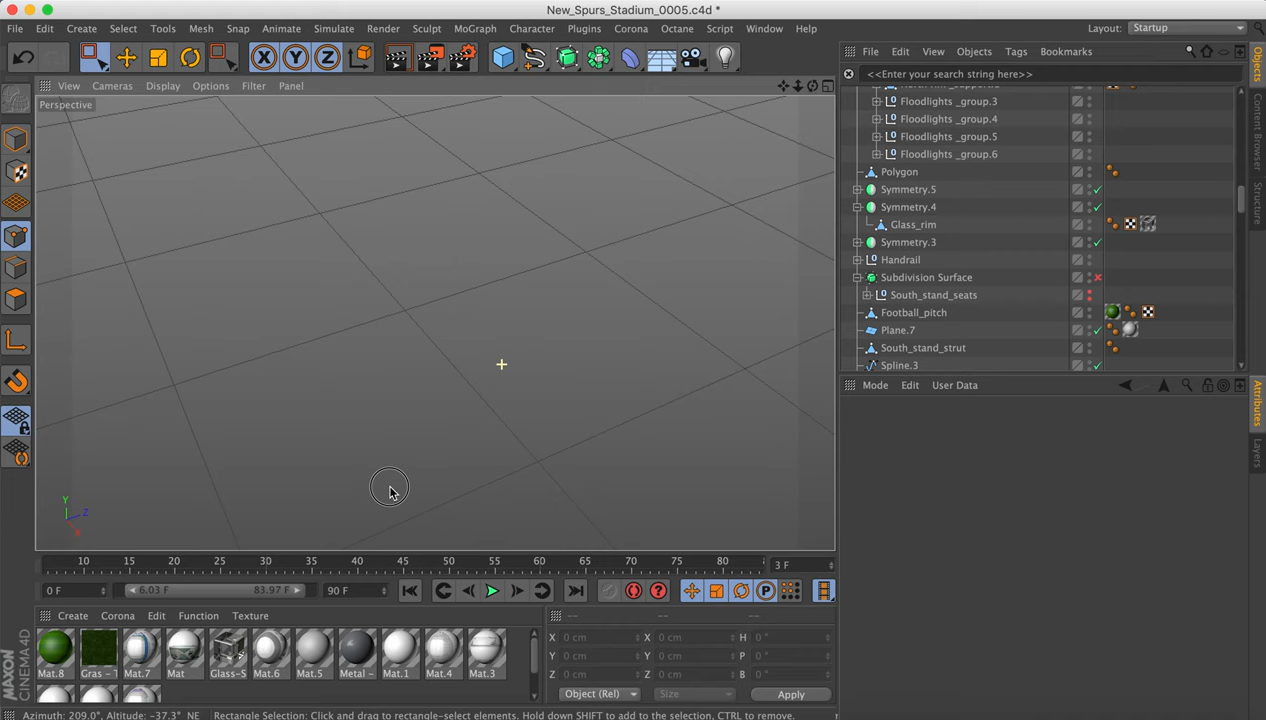 New_Spurs_Stadium_0005.c4d *
File Edit Create Select Tools Mesh Snap Animate Simulate Render Sculpt MoGraph Character Plugins Corona Octane Script Window Help Layout: Startup
X Y Z
File Edit View Objects Tags Bookmarks
<<Enter your search string here>>
View Cameras Display Options Filter Panel
Perspective
Floodlights _group.3
Floodlights _group.4
Floodlights _group.5
Floodlights _group.6
Polygon
Symmetry.5
Symmetry.4
Glass_rim
Symmetry.3
Handrail
Subdivision Surface
South_stand_seats
Football_pitch
Plane.7
South_stand_strut
Spline.3
Objects
Content Browser
Structure
Mode Edit User Data
Attributes
Layers
Y
Z
X
10 15 20 25 30 35 40 45 50 55 60 65 70 75 80 3 F
0 F 6.03 F 83.97 F 90 F
Create Corona Edit Function Texture
-- -- --
X 0 cm X 0 cm H 0 °
Y 0 cm Y 0 cm P 0 °
Z 0 cm Z 0 cm B 0 °
Object (Rel) Size Apply
Mat.8 Gras - T Mat.7 Mat Glass-S Mat.6 Mat.5 Metal - Mat.1 Mat.4 Mat.3
MAXON
CINEMA4D
Azimuth: 209.0°, Altitude: -37.3° NE Rectangle Selection: Click and drag to rectangle-select elements. Hold down SHIFT to add to the selection, CTRL to remove.